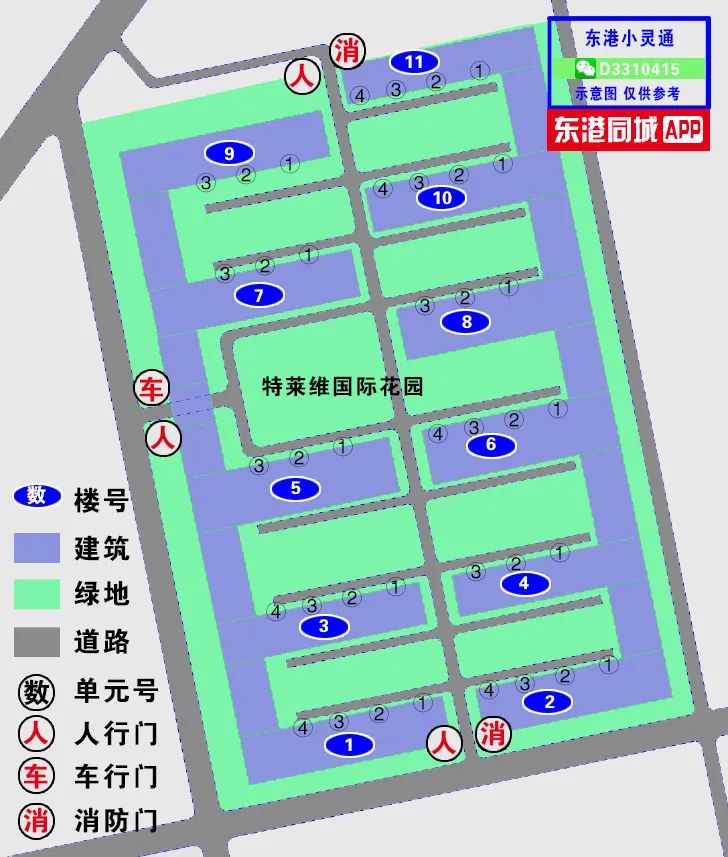 消
11
人
4 3 2 1
东港小灵通
D3310415
示意图 仅供参考
东港同城APP
9
3 2 1
4 3 2 1
10
3 2 1
7
3 2 1
8
车
特莱维国际花园
人
4 3 2 1
6
3 2 1
5
数 楼号
建筑
绿地
道路
数 单元号
人 人行门
车 车行门
消 消防门
3 2 1
4
4 3 2 1
3
4 3 2 1
2
4 3 2 1
1
人
消